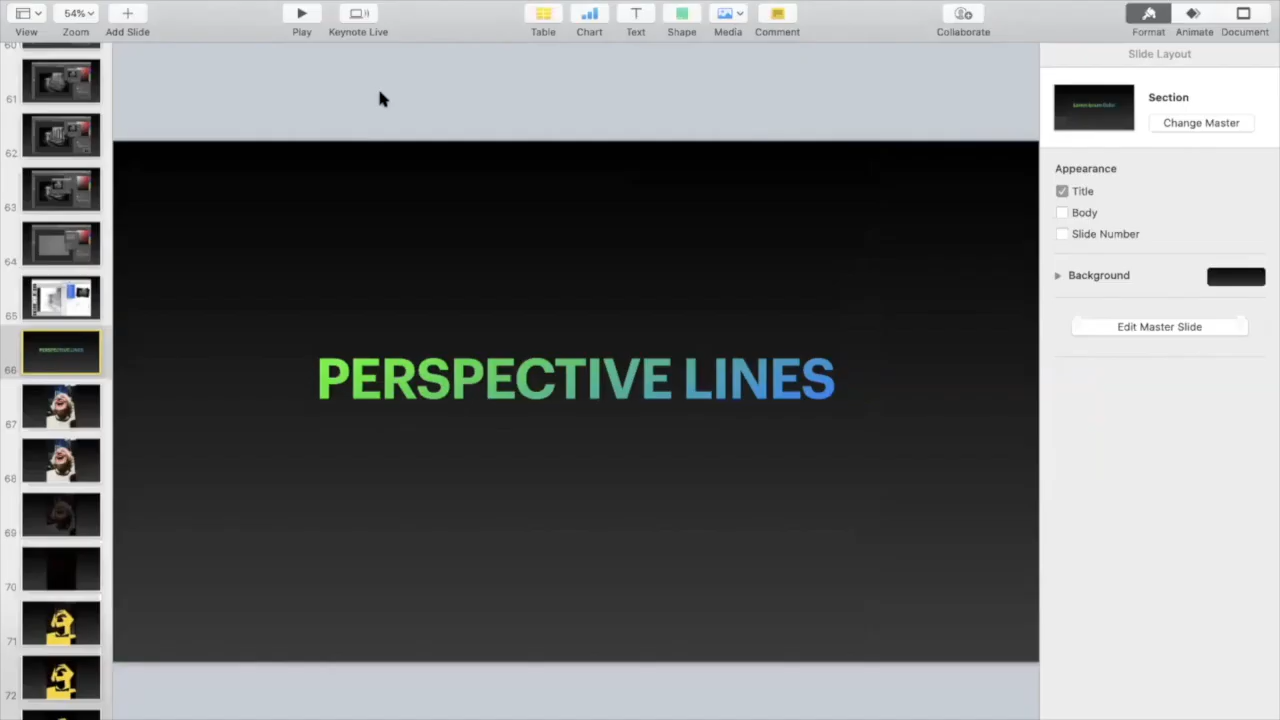 54%
View
Zoom
Add Slide
Play
Keynote Live
Table
Chart
Text
Shape
Media
Comment
Collaborate
Format
Animate
Document
60
61
62
63
64
65
66
67
68
69
70
71
72
PERSPECTIVE LINES
Slide Layout
Section
Change Master
Appearance
Title
Body
Slide Number
Background
Edit Master Slide